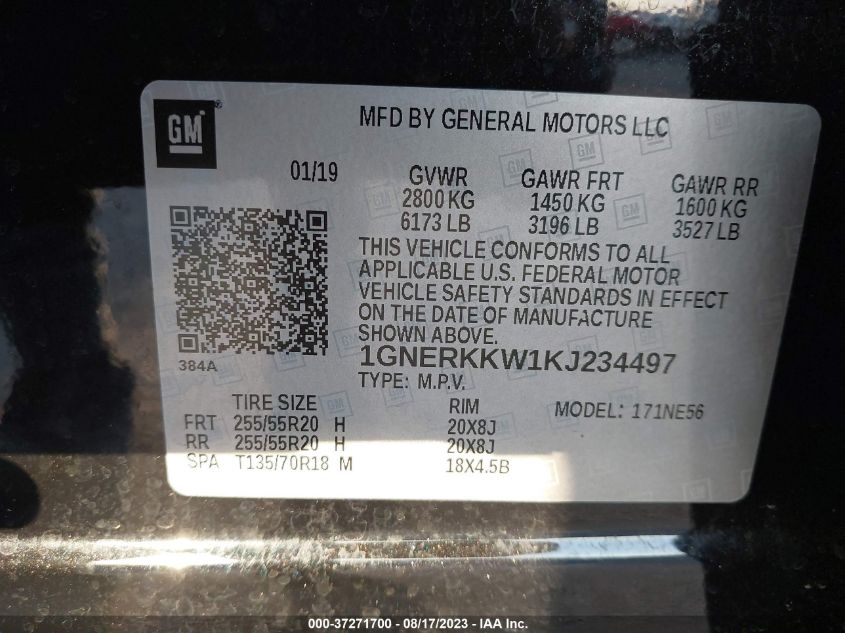 GM
MFD BY GENERAL MOTORS LLC
01/19 GVWR GAWR FRT GAWR RR
2800 KG 1450 KG 1600 KG
6173 LB 3196 LB 3527 LB
THIS VEHICLE CONFORMS TO ALL
APPLICABLE U.S. FEDERAL MOTOR
VEHICLE SAFETY STANDARDS IN EFFECT
ON THE DATE OF MANUFACTURE
SHOWN ABOVE.
384A
1GNERKKW1KJ234497
TYPE: M.P.V.
TIRE SIZE RIM MODEL: 171NE56
FRT 255/55R20 H 20X8J
RR 255/55R20 H 20X8J
SPA T135/70R18 M 18X4.5B
000-37271700 - 08/17/2023 - IAA Inc.